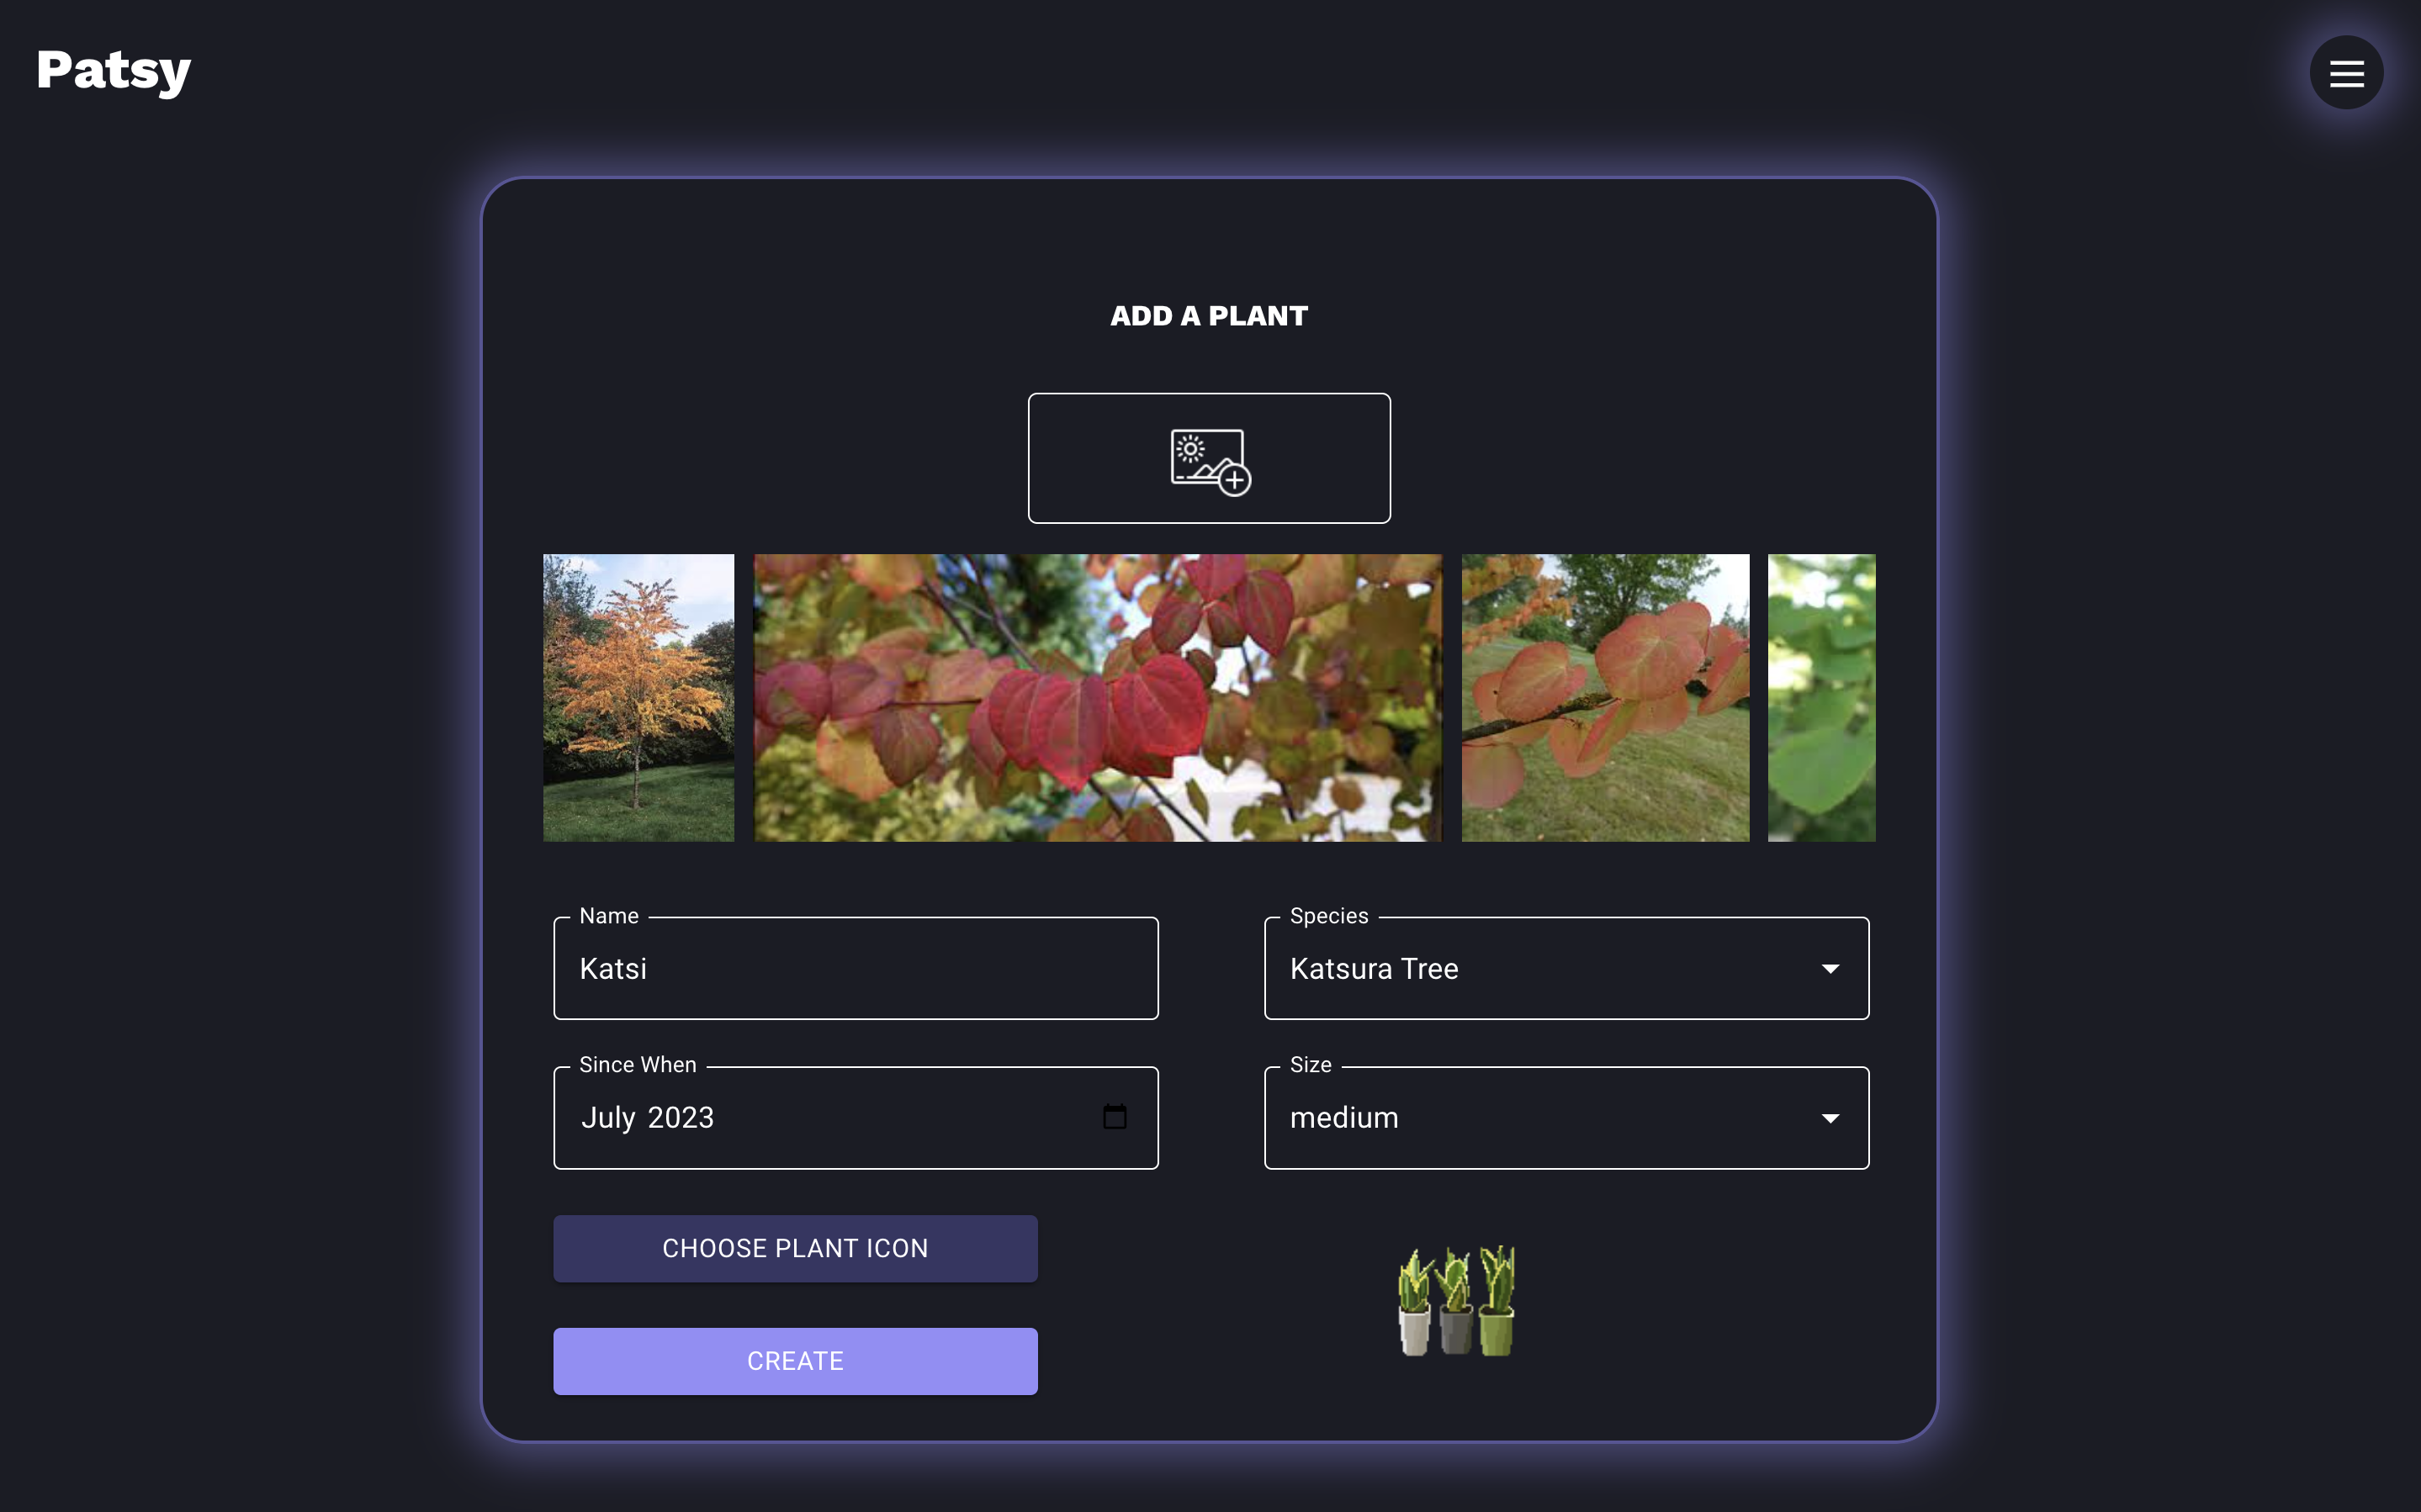 Patsy
ADD A PLANT
Name
Katsi
Species
Katsura Tree
Since When
July 2023
Size
medium
CHOOSE PLANT ICON
CREATE